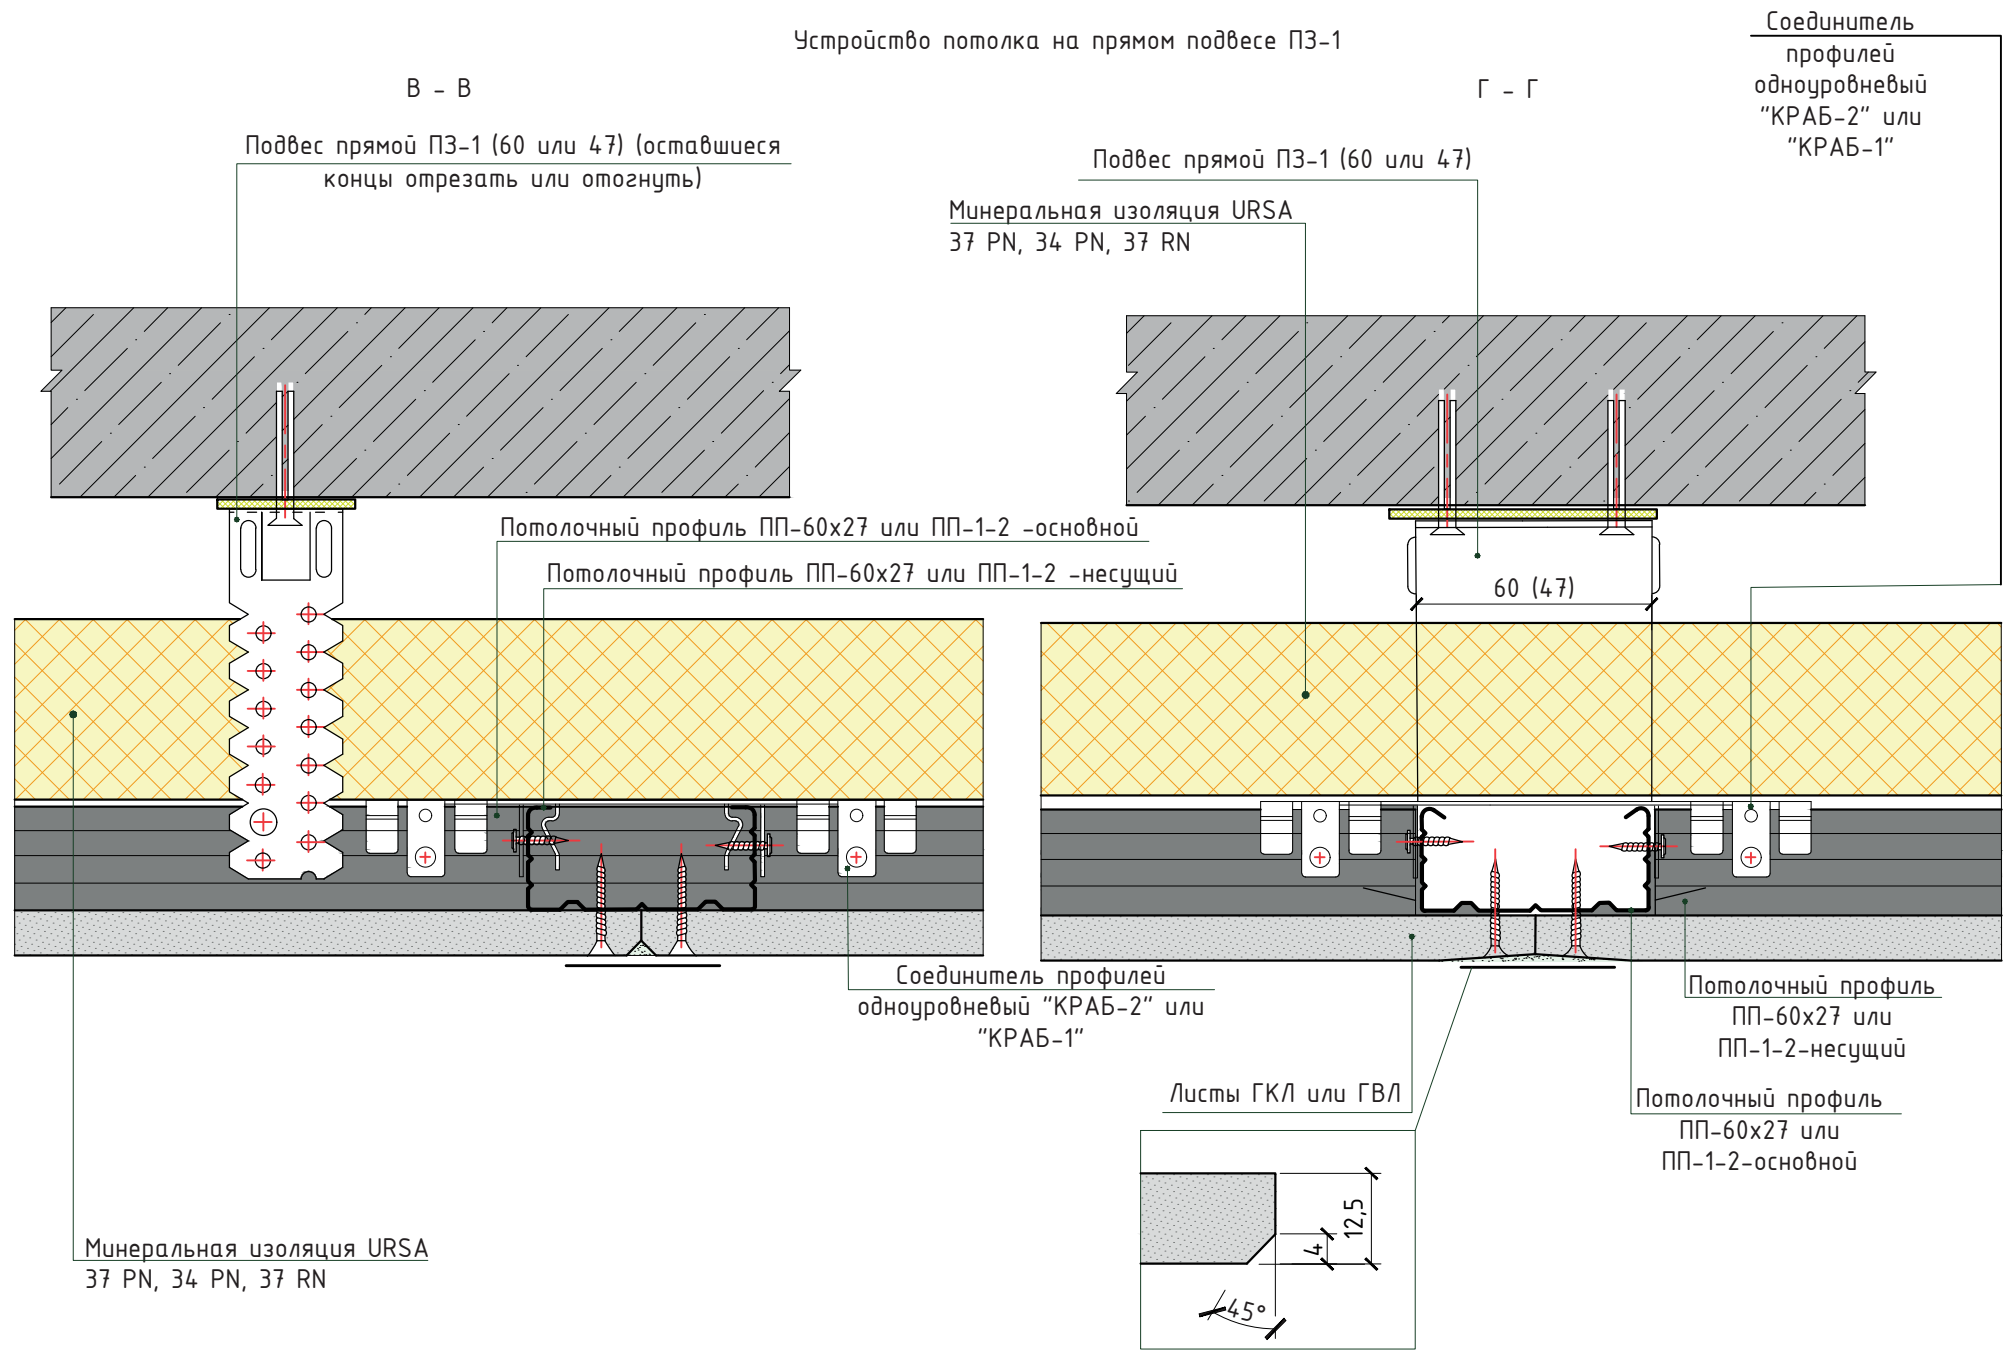 Устройство потолка на прямом подвесе ПЗ-1
В - В
Подвес прямой ПЗ-1 (60 или 47) (оставшиеся
концы отрезать или отогнуть)
Г - Г
Соединитель
профилей
одноуровневый
"КРАБ-2" или
"КРАБ-1"
Подвес прямой ПЗ-1 (60 или 47)
Минеральная изоляция URSA
37 PN, 34 PN, 37 RN
Потолочный профиль ПП-60х27 или ПП-1-2 -основной
Потолочный профиль ПП-60х27 или ПП-1-2 -несущий
60 (47)
Соединитель профилей
одноуровневый "КРАБ-2" или
"КРАБ-1"
Потолочный профиль
ПП-60х27 или
ПП-1-2-несущий
Листы ГКЛ или ГВЛ
Потолочный профиль
ПП-60х27 или
ПП-1-2-основной
12,5
4
45°
Минеральная изоляция URSA
37 PN, 34 PN, 37 RN